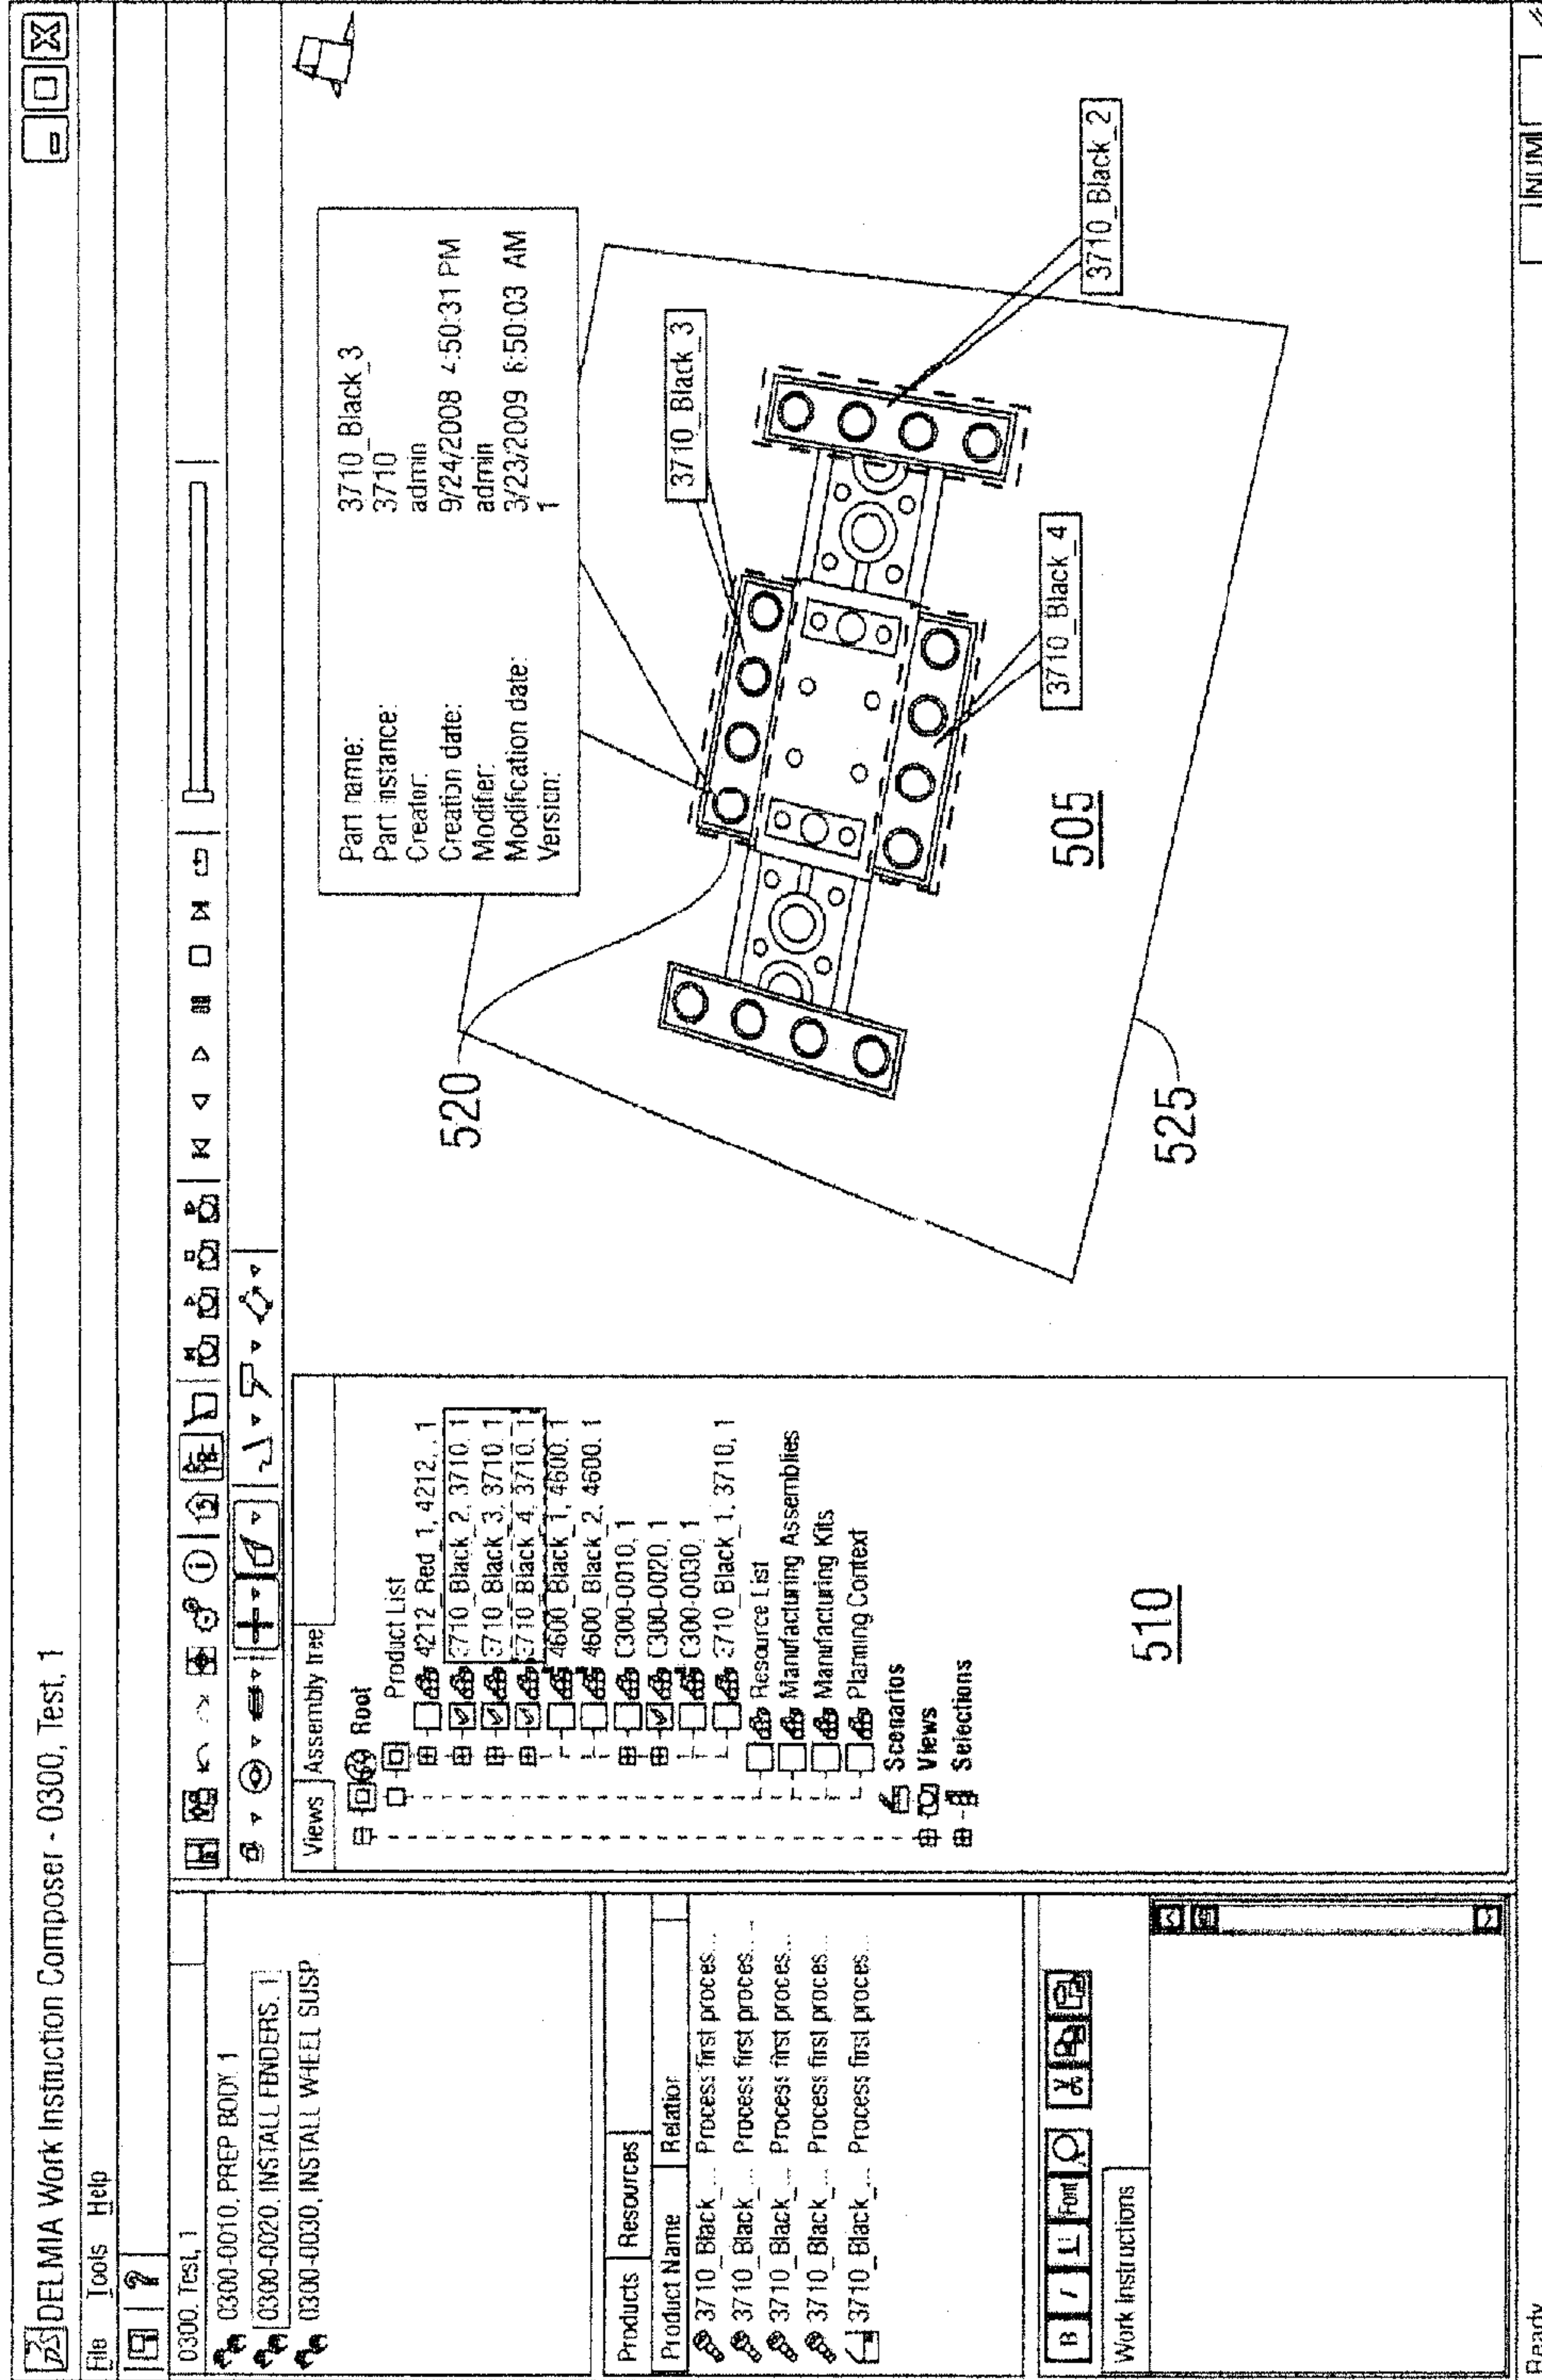 DELMIA Work Instruction Composer - 0300, Test, 1
File Tools Help
0300. Test, 1
0300-0010, PREP BODY, 1
0300-0020, INSTALL FENDERS, 1
0300-0030, INSTALL WHEEL SUSP
Products Resources
Product Name Relation
3710_Black_... Process first proces...
3710_Black_... Process first proces...
3710_Black_... Process first proces...
3710_Black_... Process first proces...
3710_Black_... Process first proces...
B I U Font
Work Instructions
Views Assembly tree
Root
Product List
4212_Red_1, 4212, , 1
3710_Black_2, 3710, 1
3710_Black_3, 3710, 1
3710_Black_4, 3710, 1
4600_Black_1, 4600, 1
4600_Black_2, 4600, 1
0300-0010, 1
0300-0020, 1
0300-0030, 1
3710_Black_1, 3710, 1
Resource List
Manufacturing Assemblies
Manufacturing Kits
Planning Context
Scenarios
Views
Selections
510
Part name: 3710_Black_3
Part instance: 3710
Creator: admin
Creation date: 9/24/2008 4:50:31 PM
Modifier: admin
Modification date: 3/23/2009 6:50:03 AM
Version: 1
520
3710_Black_3
3710_Black_2
3710_Black_4
505
525
Ready
NUM